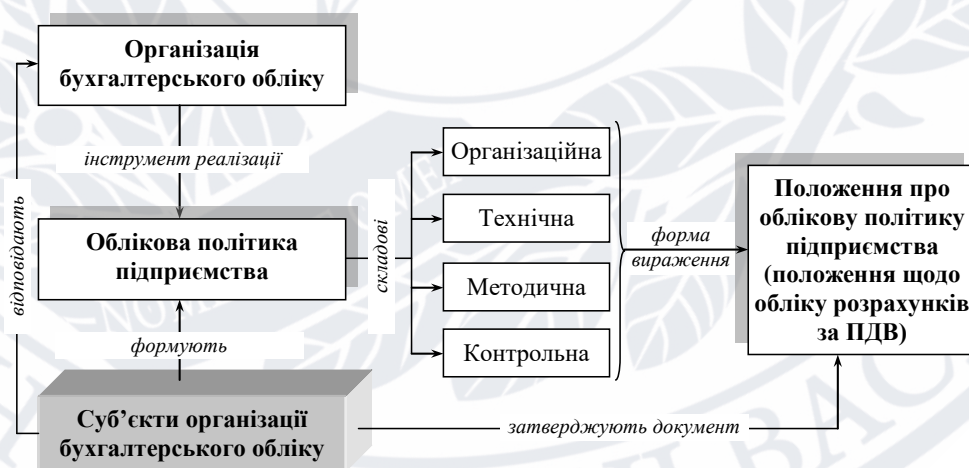 Організація
бухгалтерського обліку
інструмент реалізації
відповідають
Облікова політика
підприємства
формують
Суб’єкти організації
бухгалтерського обліку
складові
Організаційна
Технічна
Методична
Контрольна
форма
вираження
Положення про
облікову політику
підприємства
(положення щодо
обліку розрахунків
за ПДВ)
затверджують документ